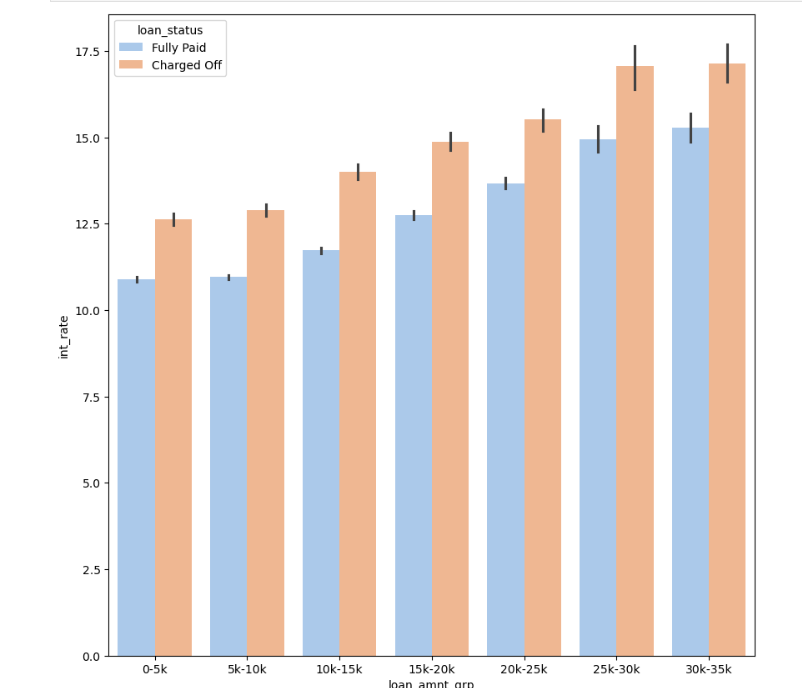 loan_status
Fully Paid
Charged Off
17.5
15.0
12.5
10.0
7.5
5.0
2.5
0.0
int_rate
0-5k 5k-10k 10k-15k 15k-20k 20k-25k 25k-30k 30k-35k
loan_amnt_grp